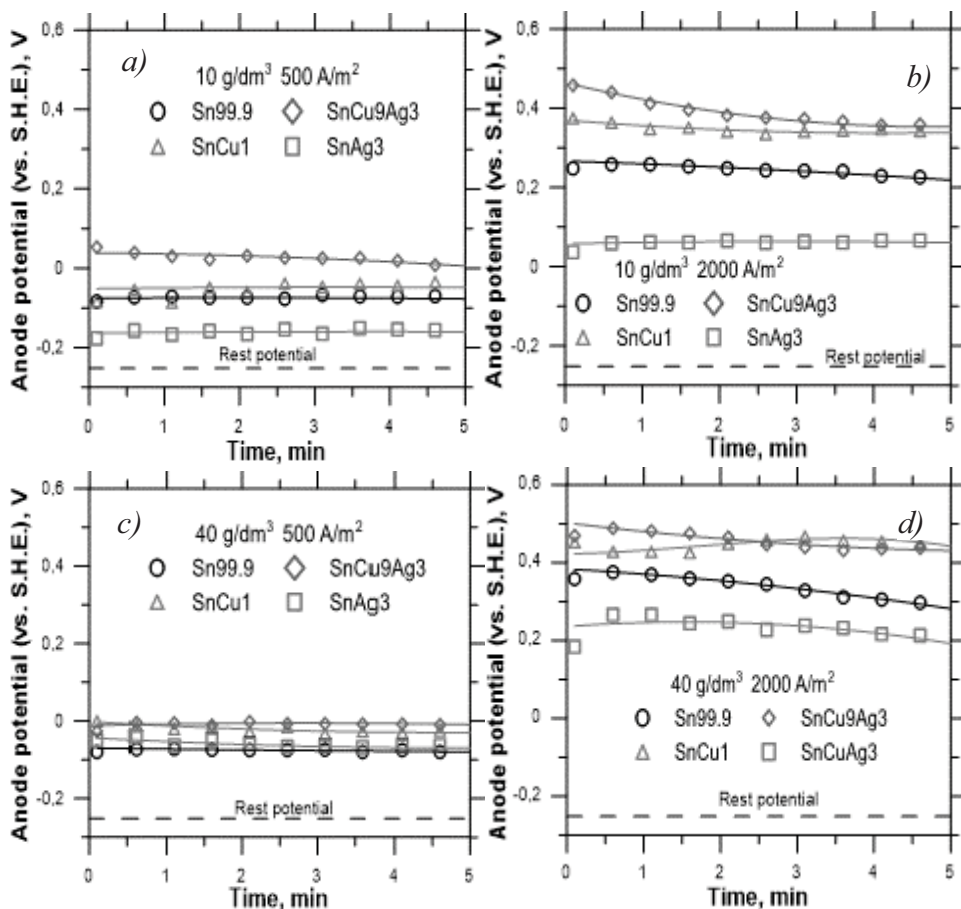 a)
10 g/dm³ 500 A/m²
Sn99.9 SnCu9Ag3
SnCu1 SnAg3
Rest potential
Anode potential (vs. S.H.E.), V
0,6
0,4
0,2
0
-0,2
0 1 2 3 4 5
Time, min
b)
10 g/dm³ 2000 A/m²
Sn99.9 SnCu9Ag3
SnCu1 SnAg3
Rest potential
Anode potential (vs. S.H.E.), V
0,6
0,4
0,2
0
-0,2
0 1 2 3 4 5
Time, min
c)
40 g/dm³ 500 A/m²
Sn99.9 SnCu9Ag3
SnCu1 SnAg3
Rest potential
Anode potential (vs. S.H.E.), V
0,6
0,4
0,2
-0,0
-0,2
0 1 2 3 4 5
Time, min
d)
40 g/dm³ 2000 A/m²
Sn99.9 SnCu9Ag3
SnCu1 SnCuAg3
Rest potential
Anode potential (vs. S.H.E.), V
0,6
0,4
0,2
0
-0,2
0 1 2 3 4 5
Time, min